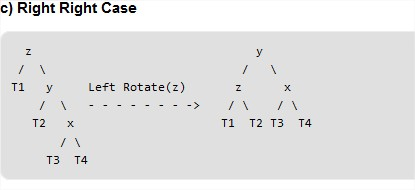 c) Right Right Case
z                                y
/ \                            /   \
T1   y     Left Rotate(z)      z     x
/ \   - - - - - - - ->    / \   / \
T2   x                    T1 T2 T3 T4
/ \
T3 T4